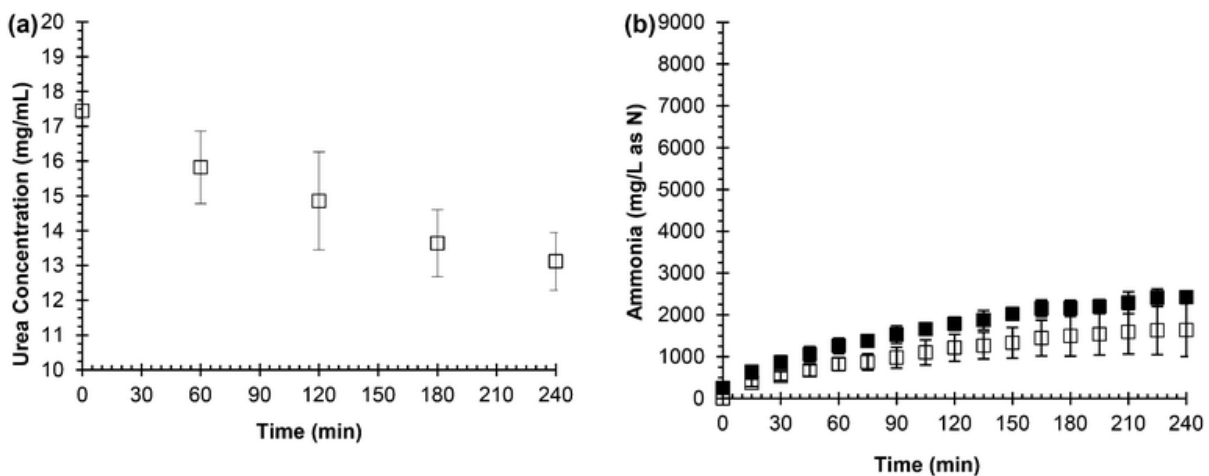 (a)
Urea Concentration (mg/mL)
20
19
18
17
16
15
14
13
12
11
10
0 30 60 90 120 150 180 210 240
Time (min)
(b)
Ammonia (mg/L as N)
9000
8000
7000
6000
5000
4000
3000
2000
1000
0
0 30 60 90 120 150 180 210 240
Time (min)